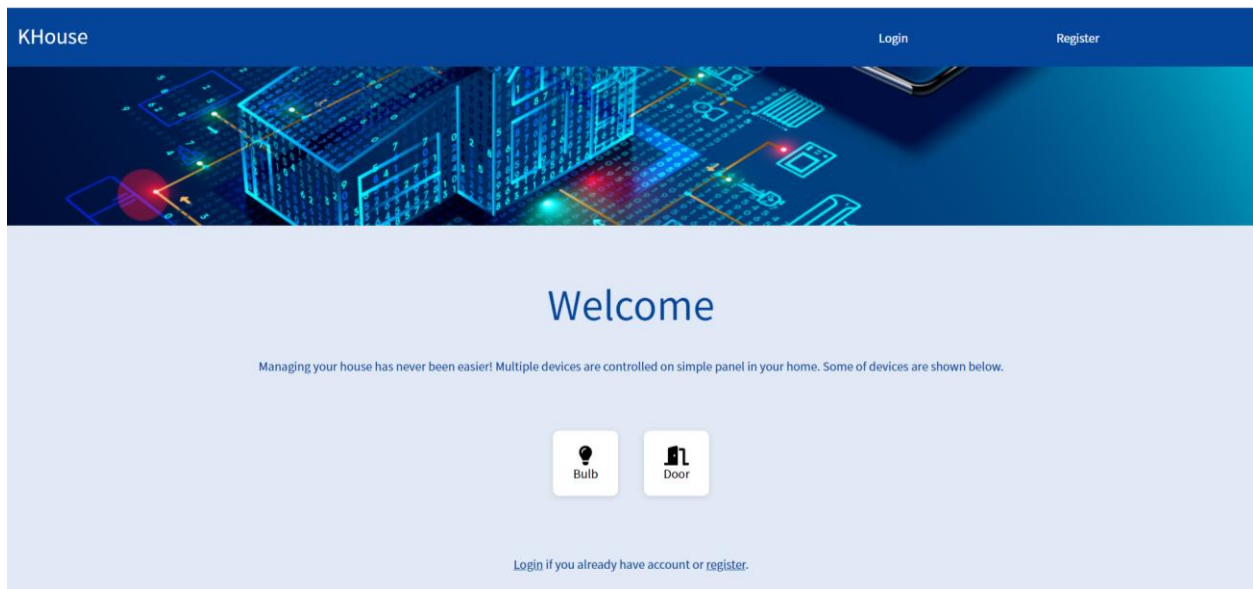 KHouse
Login
Register
Welcome
Managing your house has never been easier! Multiple devices are controlled on simple panel in your home. Some of devices are shown below.
Bulb
Door
Login if you already have account or register.